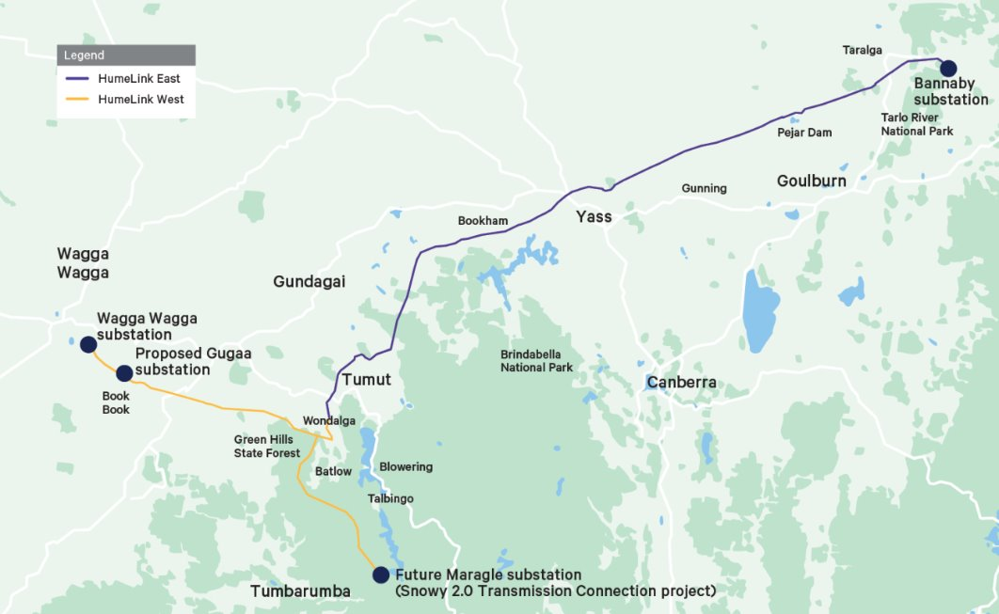 Legend
HumeLink East
HumeLink West
Taralga
Bannaby
substation
Tarlo River
National Park
Pejar Dam
Goulburn
Gunning
Yass
Bookham
Wagga
Wagga
Gundagai
Wagga Wagga
substation
Proposed Gugaa
substation
Book
Book
Brindabella
National Park
Tumut
Canberra
Wondalga
Green Hills
State Forest
Batlow
Blowering
Talbingo
Future Maragle substation
(Snowy 2.0 Transmission Connection project)
Tumbarumba